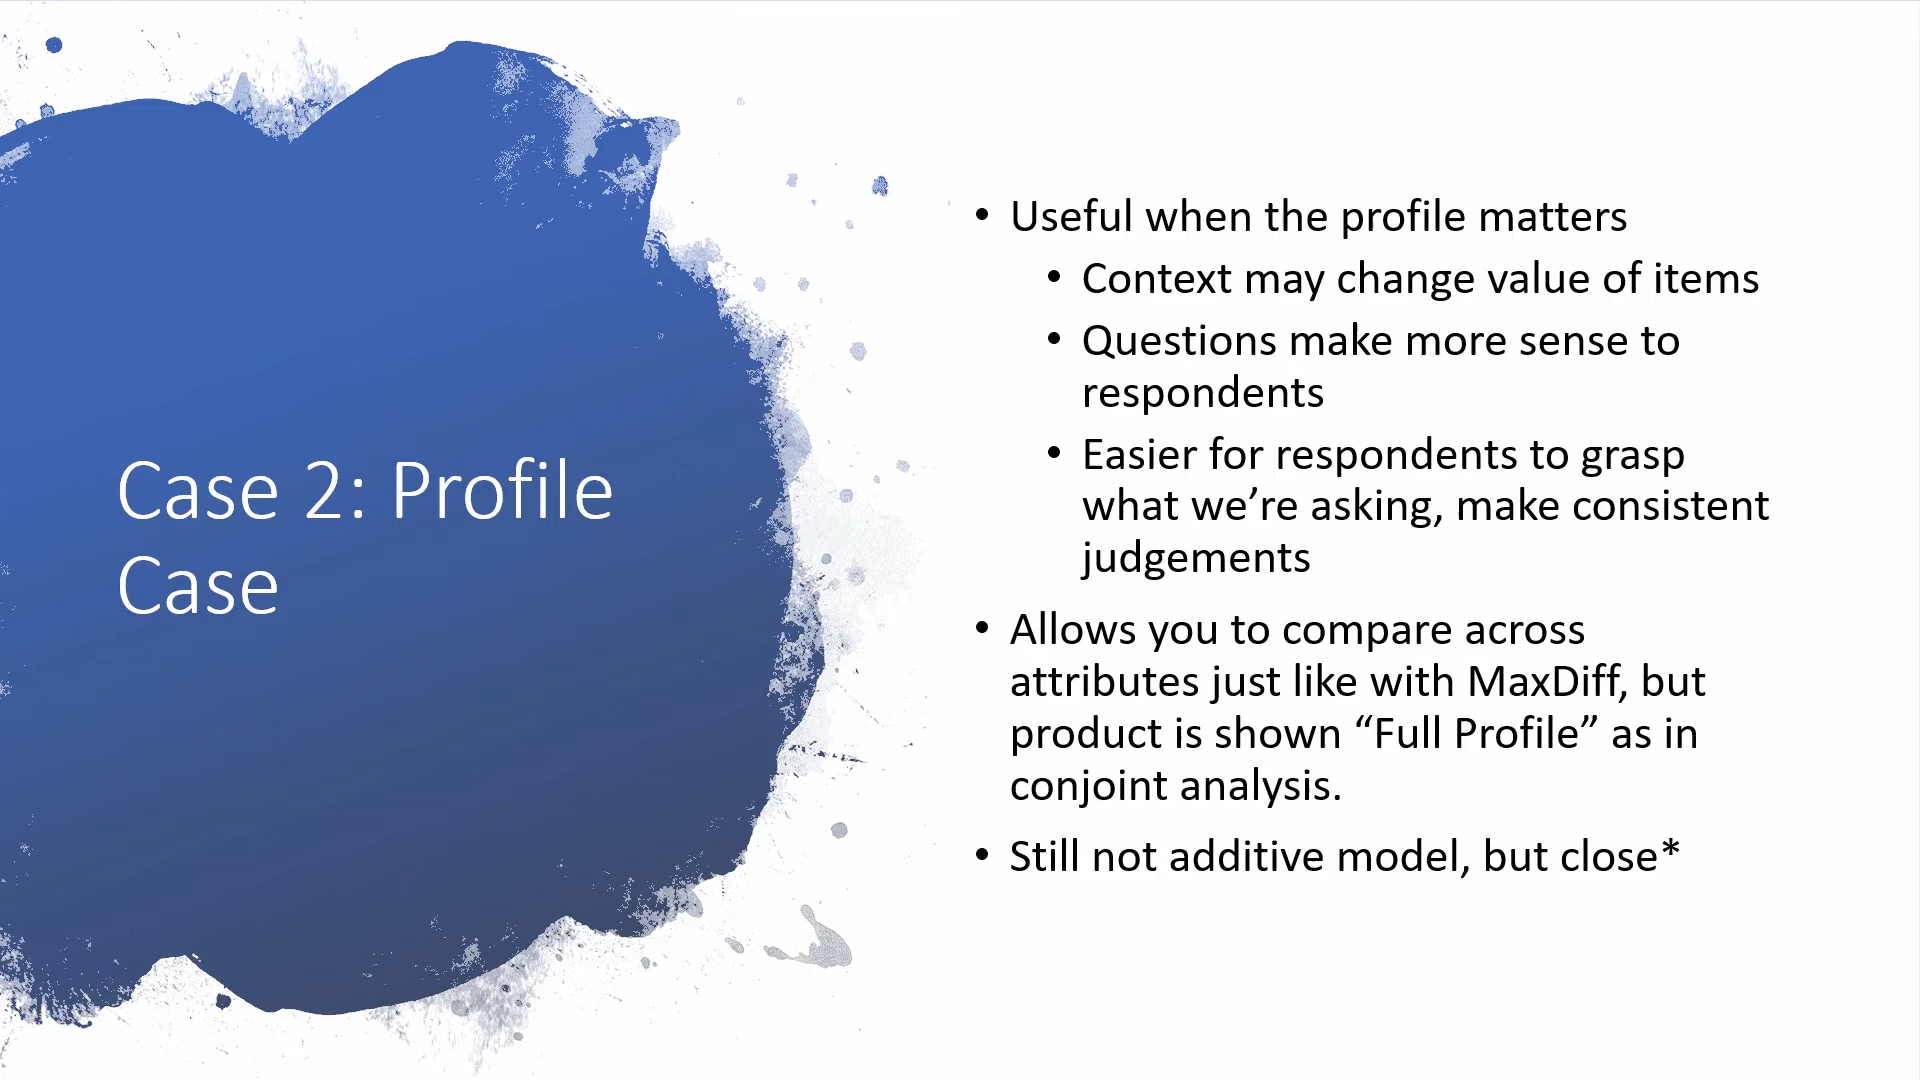 Case 2: Profile
Case
• Useful when the profile matters
• Context may change value of items
• Questions make more sense to
respondents
• Easier for respondents to grasp
what we’re asking, make consistent
judgements
• Allows you to compare across
attributes just like with MaxDiff, but
product is shown “Full Profile” as in
conjoint analysis.
• Still not additive model, but close*